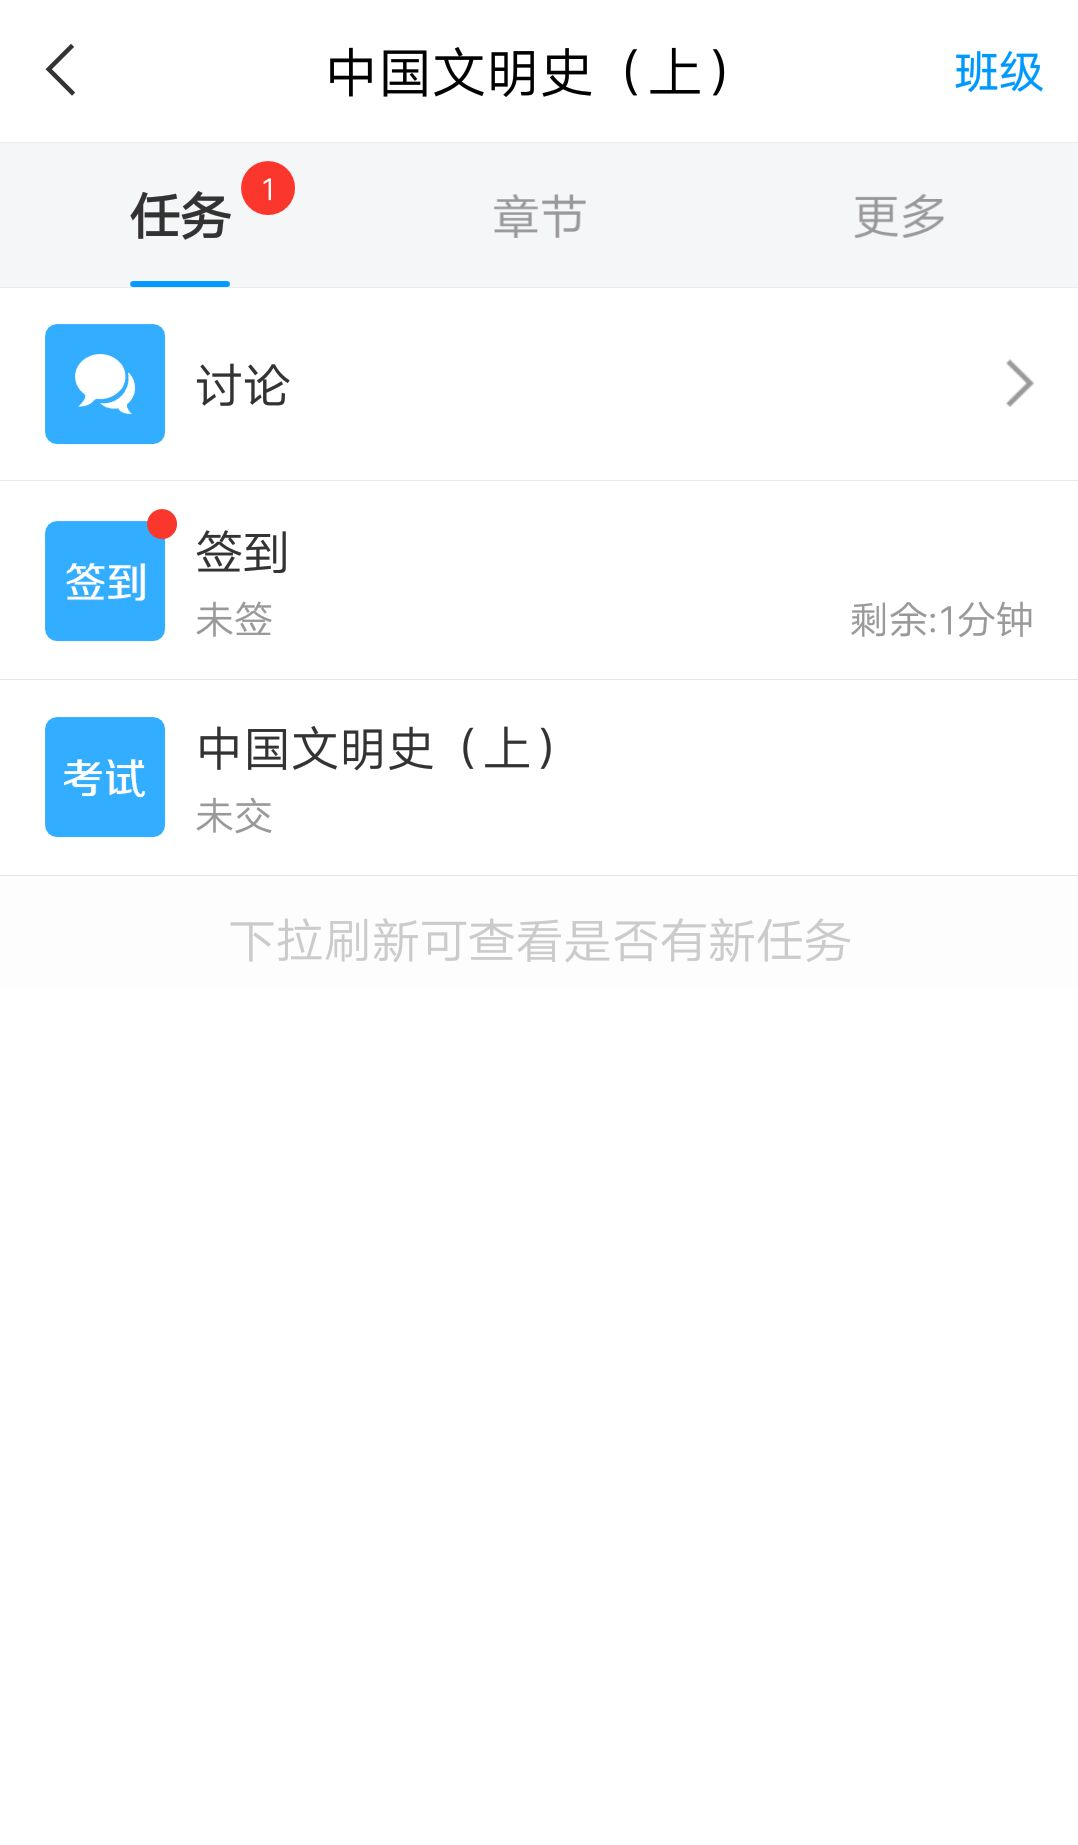 中国文明史（上）
班级
任务
1
章节
更多
讨论
签到
签到
未签
剩余:1分钟
考试
中国文明史（上）
未交
下拉刷新可查看是否有新任务